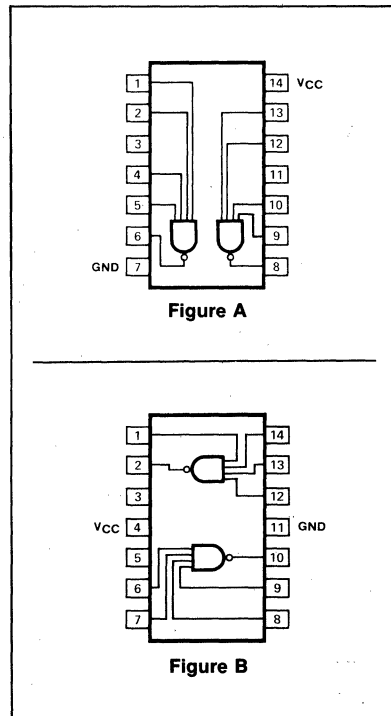 1 14 VCC
2 13
3 12
4 11
5 10
6 9
GND 7 8
Figure A
1 14
2 13
3 12
VCC 4 11 GND
5 10
6 9
7 8
Figure B